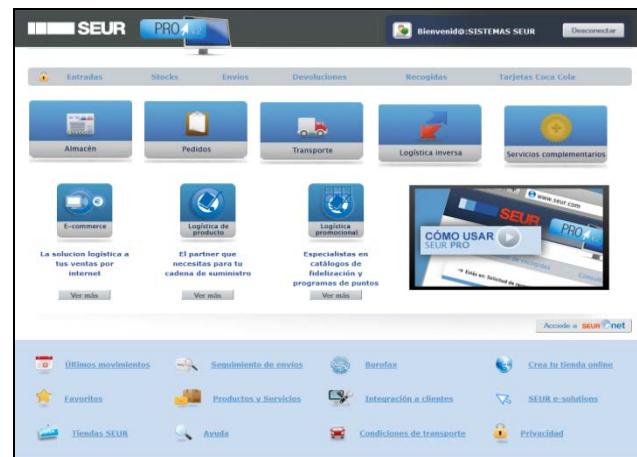 SEUR PRO v2
Bienvenid@:SISTEMAS SEUR
Desconectar
Entradas Stocks Envíos Devoluciones Recogidas Tarjetas Coca Cola
Almacén
Pedidos
Transporte
Logística inversa
Servicios complementarios
E-commerce
La solucion logística a
tus ventas por
internet
Ver más
Logística de
producto
El partner que
necesitas para tu
cadena de suministro
Ver más
Logística
promocional
Especialistas en
catálogos de
fidelización y
programas de puntos
Ver más
www.seur.com
SEUR PRO
CÓMO USAR
SEUR PRO
Accede a SEUR net
Últimos movimientos
Seguimiento de envíos
Burofax
Crea tu tienda online
Favoritos
Productos y Servicios
Integración a clientes
SEUR e-solutions
Tiendas SEUR
Ayuda
Condiciones de transporte
Privacidad